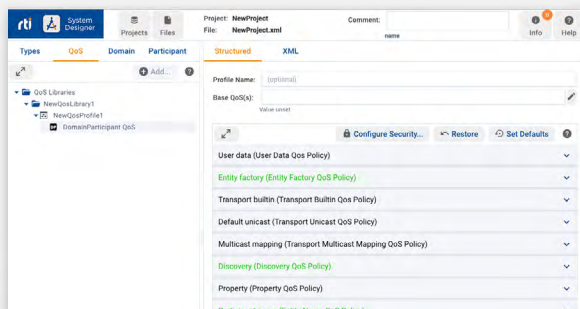 rti System Designer Projects Files Project: NewProject Comment: 0 Info Help
File: NewProject.xml name
Types QoS Domain Participant Structured XML
Add... Profile Name: (optional)
QoS Libraries Base QoS(s):
NewQosLibrary1 Value unset
NewQosProfile1
DP DomainParticipant QoS Configure Security... Restore Set Defaults
User data (User Data Qos Policy)
Entity factory (Entity Factory QoS Policy)
Transport builtin (Transport Builtin Qos Policy)
Default unicast (Transport Unicast QoS Policy)
Multicast mapping (Transport Multicast Mapping QoS Policy)
Discovery (Discovery QoS Policy)
Property (Property QoS Policy)